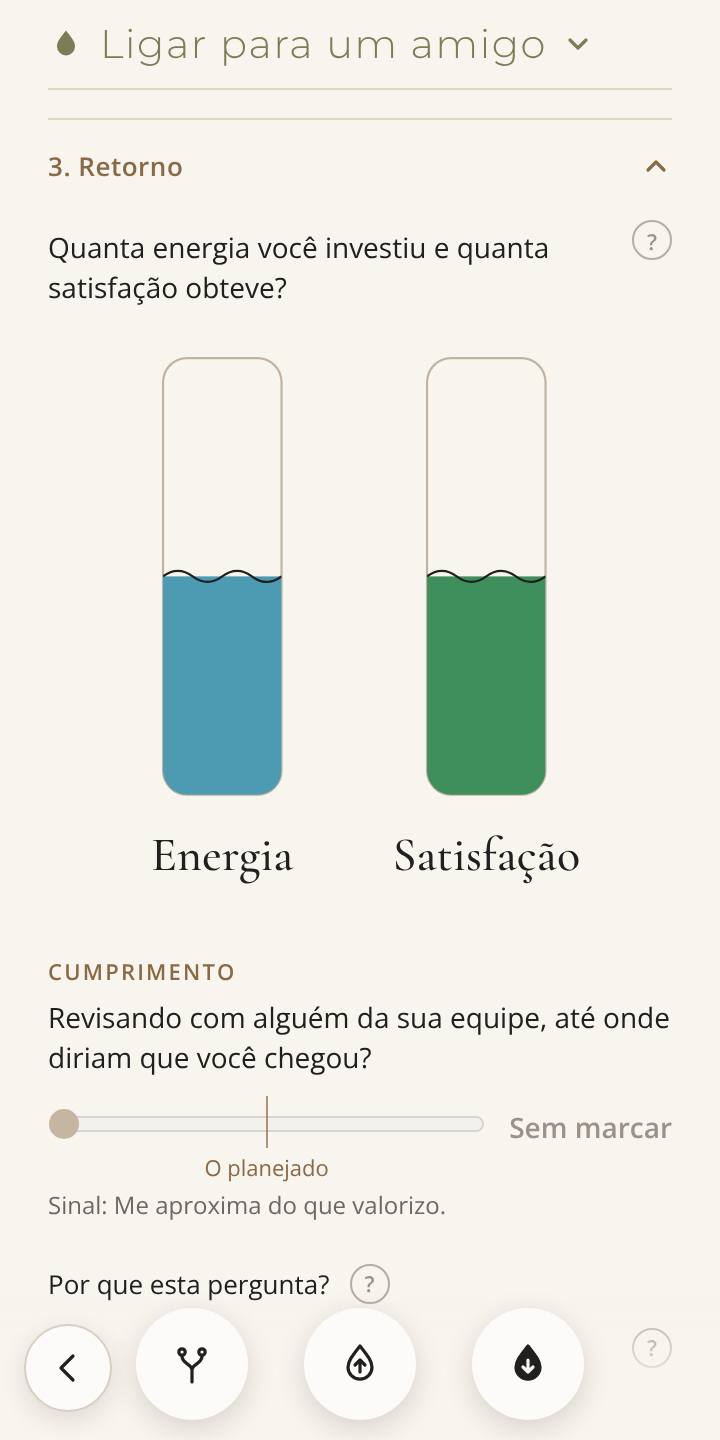 Ligar para um amigo
3. Retorno
Quanta energia você investiu e quanta
satisfação obteve?
?
Energia
Satisfação
CUMPRIMENTO
Revisando com alguém da sua equipe, até onde
diriam que você chegou?
Sem marcar
O planejado
Sinal: Me aproxima do que valorizo.
Por que esta pergunta?
?
?